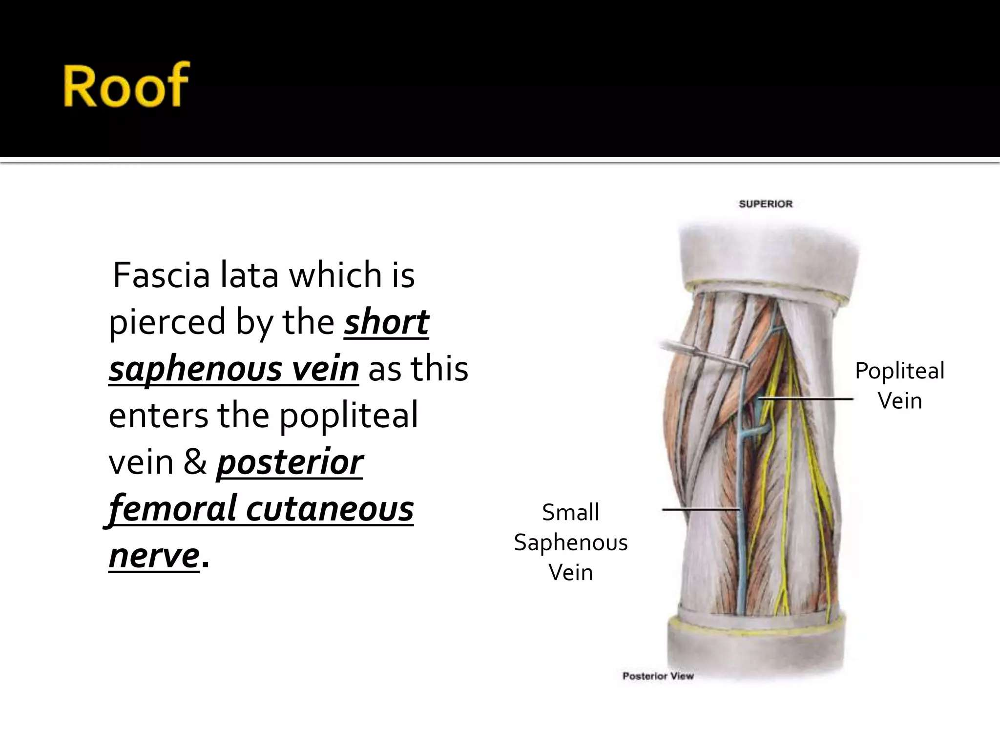 Roof
Fascia lata which is
pierced by the short
saphenous vein as this
enters the popliteal
vein & posterior
femoral cutaneous
nerve.
SUPERIOR
Popliteal
Vein
Small
Saphenous
Vein
Posterior View